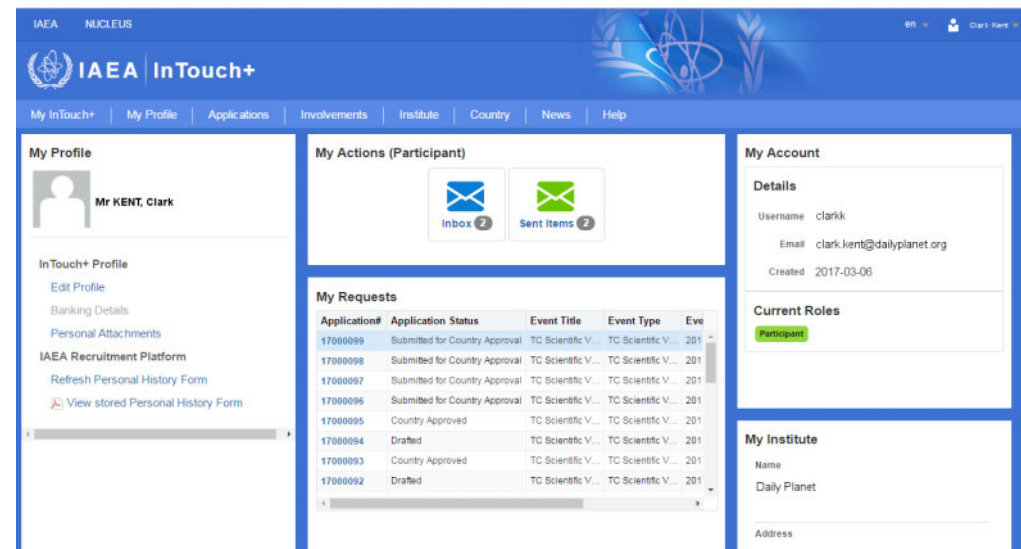 IAEA NUCLEUS en Clark Kent
IAEA InTouch+
My InTouch+ My Profile Applications Involvements Institute Country News Help
My Profile
Mr KENT, Clark
InTouch+ Profile
Edit Profile
Banking Details
Personal Attachments
IAEA Recruitment Platform
Refresh Personal History Form
View stored Personal History Form
My Actions (Participant)
Inbox 2 Sent Items 2
My Requests
Application# Application Status Event Title Event Type Eve
17000099 Submitted for Country Approval TC Scientific V... TC Scientific V... 201
17000098 Submitted for Country Approval TC Scientific V... TC Scientific V... 201
17000097 Submitted for Country Approval TC Scientific V... TC Scientific V... 201
17000096 Submitted for Country Approval TC Scientific V... TC Scientific V... 201
17000095 Country Approved TC Scientific V... TC Scientific V... 201
17000094 Drafted TC Scientific V... TC Scientific V... 201
17000093 Country Approved TC Scientific V... TC Scientific V... 201
17000092 Drafted TC Scientific V... TC Scientific V... 201
My Account
Details
Username clarkk
Email clark.kent@dailyplanet.org
Created 2017-03-06
Current Roles
Participant
My Institute
Name
Daily Planet
Address